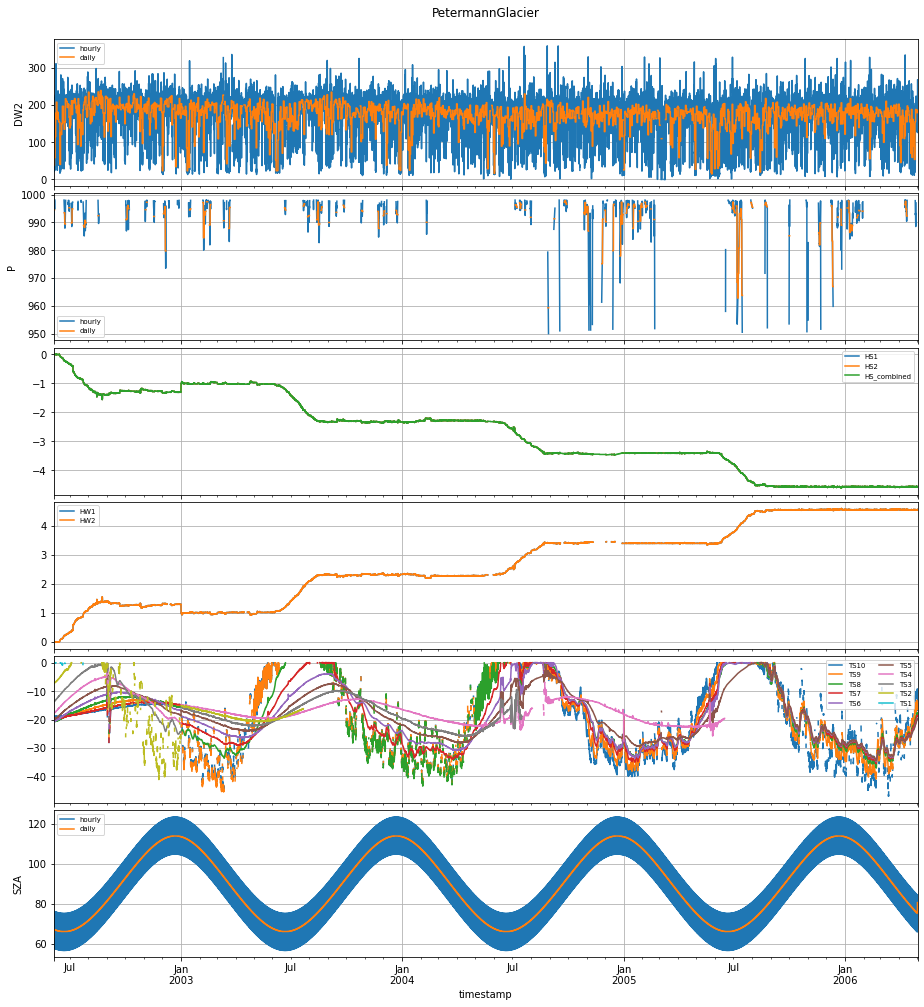 PetermannGlacier
hourly
daily
DW2
300
200
100
0
hourly
daily
P
1000
990
980
970
960
950
HS1
HS2
HS_combined
0
−1
−2
−3
−4
HW1
HW2
4
3
2
1
0
TS10 TS5
TS9 TS4
TS8 TS3
TS7 TS2
TS6 TS1
0
−10
−20
−30
−40
hourly
daily
SZA
120
100
80
60
Jul Jan Jul Jan Jul Jan Jul Jan
2003 2004 2005 2006
timestamp